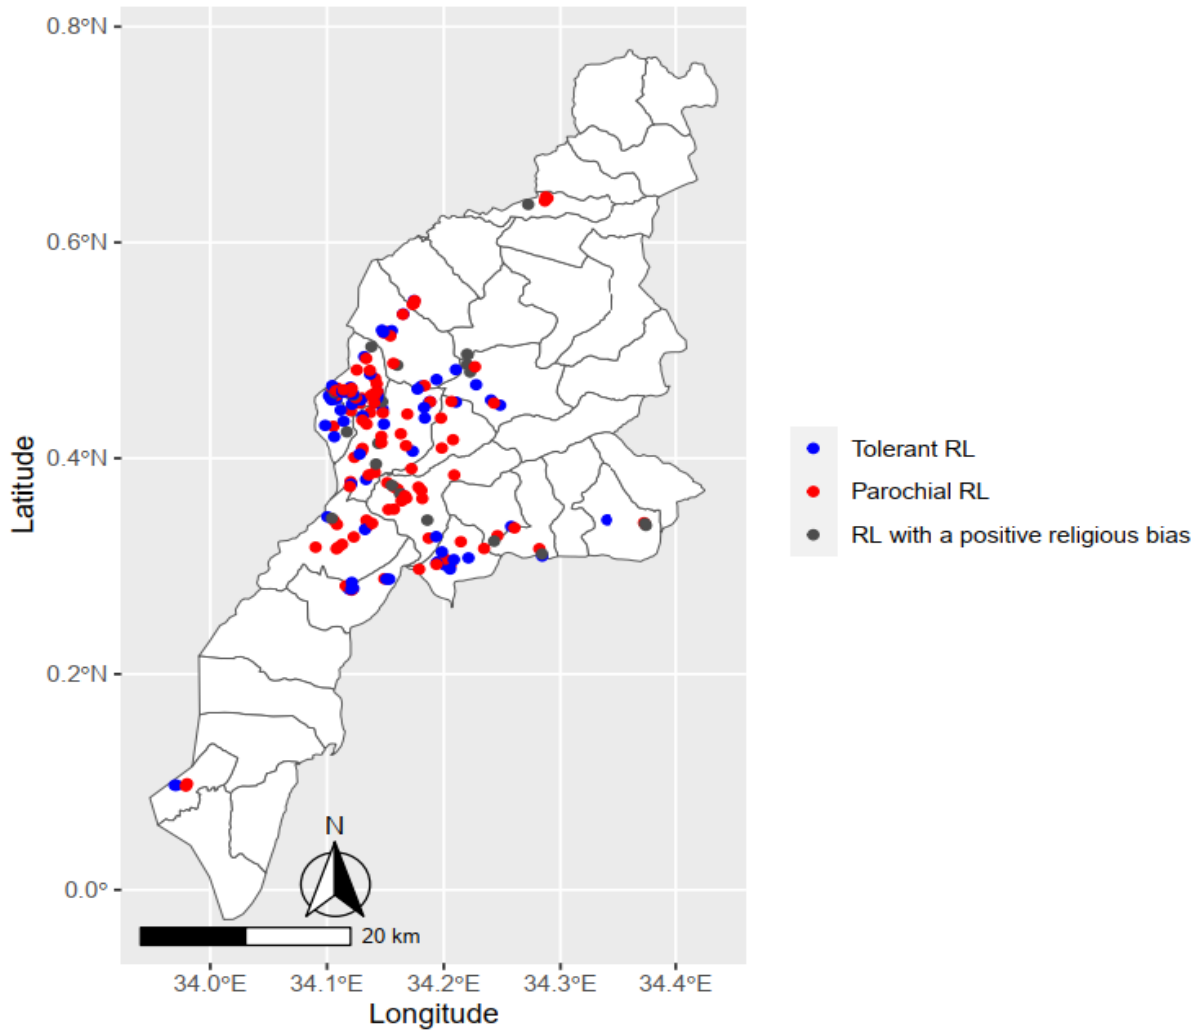 0.8°N
0.6°N
0.4°N
0.2°N
0.0°
Latitude
Tolerant RL
Parochial RL
RL with a positive religious bias
N
20 km
34.0°E 34.1°E 34.2°E 34.3°E 34.4°E
Longitude